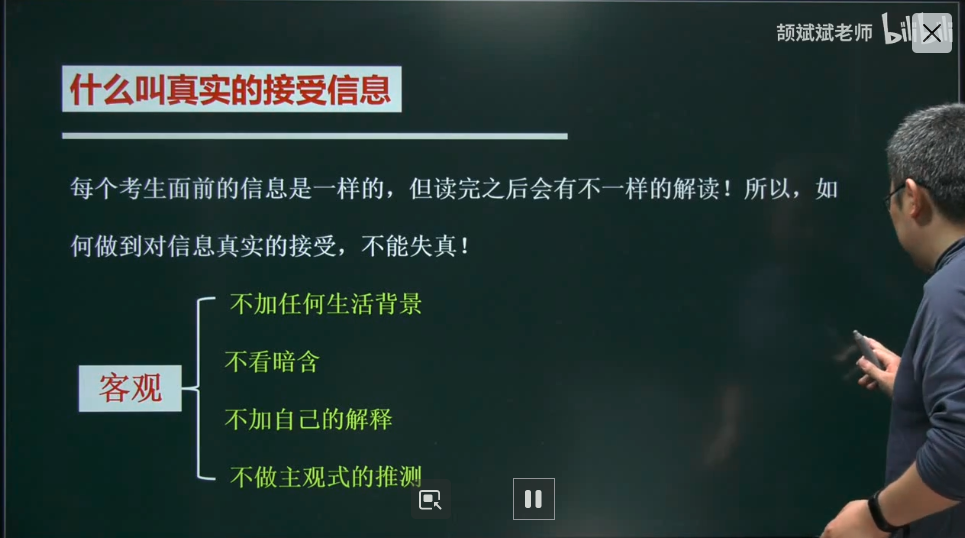 颉斌斌老师 bilibili
什么叫真实的接受信息
每个考生面前的信息是一样的，但读完之后会有不一样的解读！所以，如
何做到对信息真实的接受，不能失真！
不加任何生活背景
不看暗含
客观
不加自己的解释
不做主观式的推测